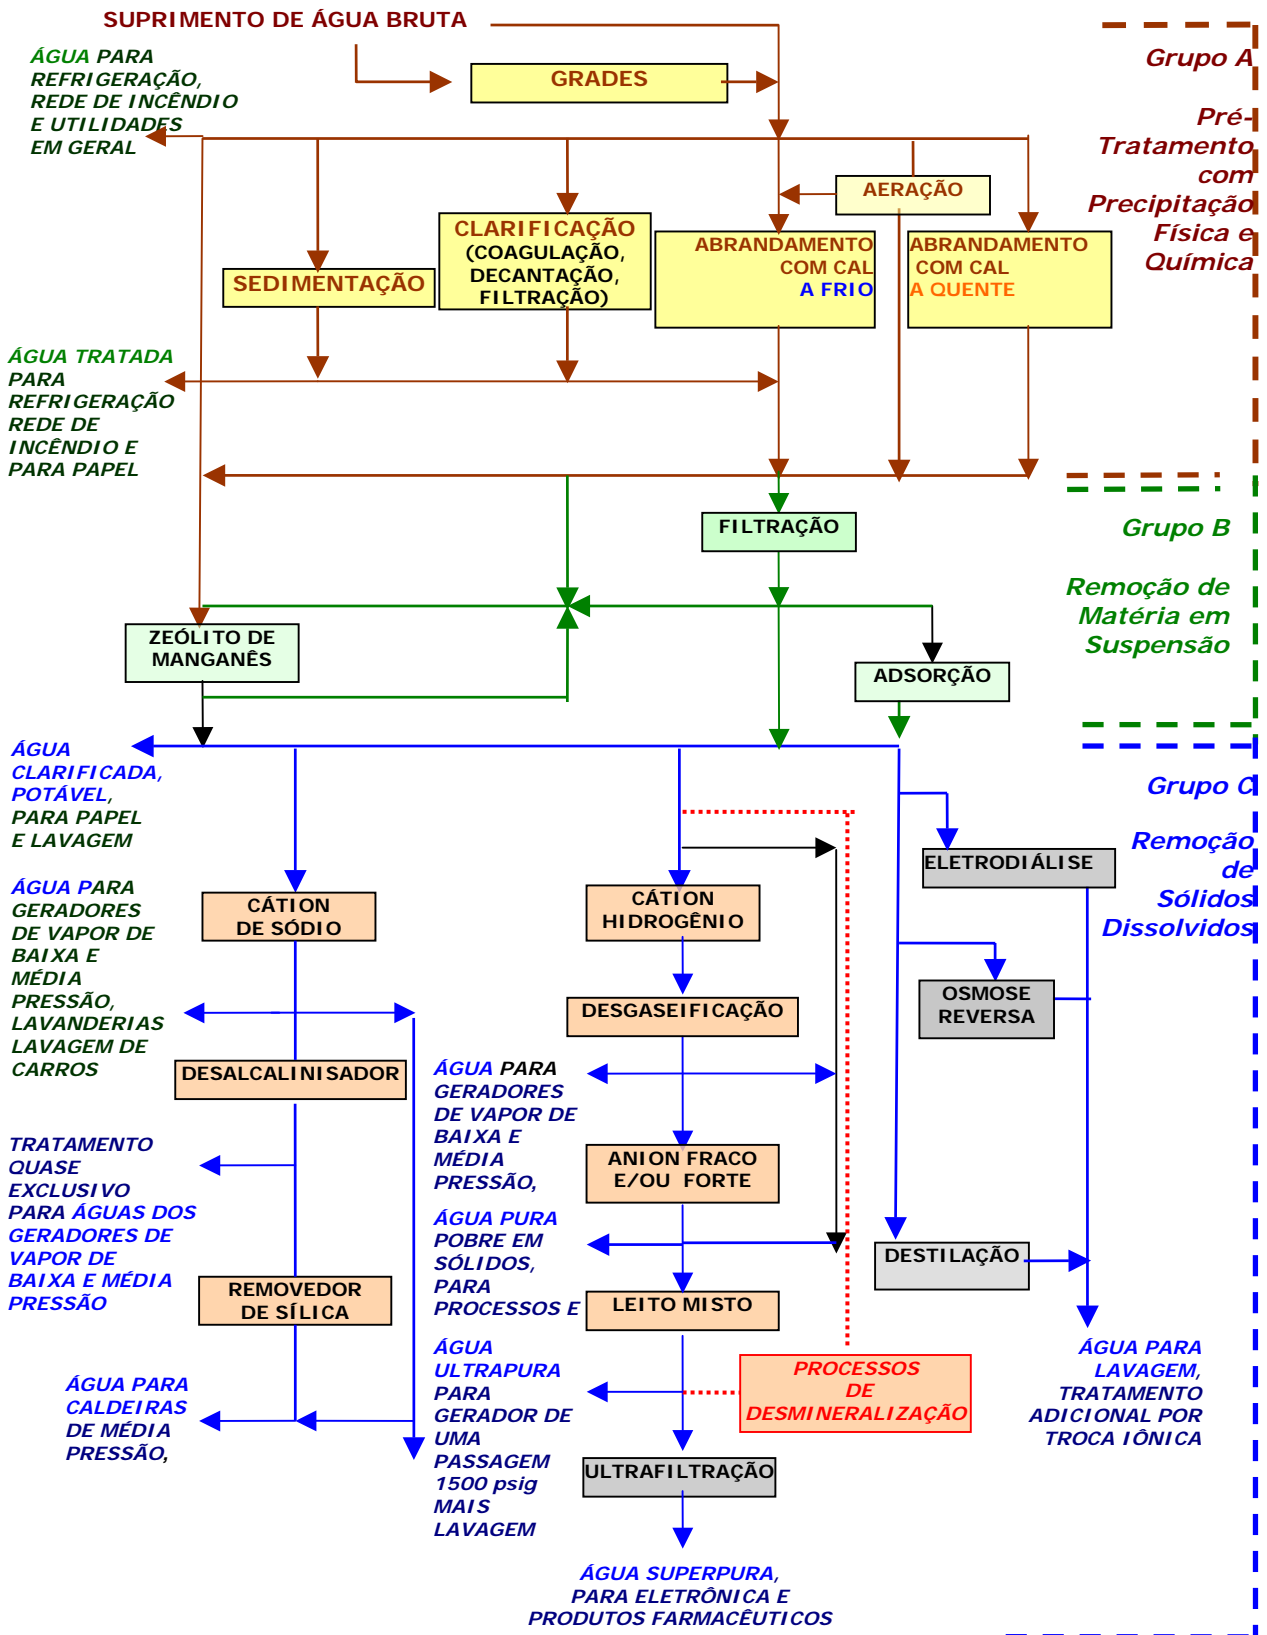 SUPRIMENTO DE ÁGUA BRUTA
ÁGUA PARA
REFRIGERAÇÃO,
REDE DE INCÊNDIO
E UTILIDADES
EM GERAL
GRADES
Grupo A
Pré-
Tratamento
com
Precipitação
Física e
Química
AERAÇÃO
SEDIMENTAÇÃO
CLARIFICAÇÃO
(COAGULAÇÃO,
DECANTAÇÃO,
FILTRAÇÃO)
ABRANDAMENTO
COM CAL
A FRIO
ABRANDAMENTO
COM CAL
A QUENTE
ÁGUA TRATADA
PARA
REFRIGERAÇÃO
REDE DE
INCÊNDIO E
PARA PAPEL
FILTRAÇÃO
Grupo B
Remoção de
Matéria em
Suspensão
ZEÓLITO DE
MANGANÊS
ADSORÇÃO
ÁGUA
CLARIFICADA,
POTÁVEL,
PARA PAPEL
E LAVAGEM
Grupo C
Remoção
de
Sólidos
Dissolvidos
ELETRODIÁLISE
ÁGUA PARA
GERADORES
DE VAPOR DE
BAIXA E
MÉDIA
PRESSÃO,
LAVANDERIAS
LAVAGEM DE
CARROS
CÁTION
DE SÓDIO
CÁTION
HIDROGÊNIO
OSMOSE
REVERSA
DESGASEIFICAÇÃO
DESALCALINISADOR
ÁGUA PARA
GERADORES
DE VAPOR DE
BAIXA E
MÉDIA
PRESSÃO,
TRATAMENTO
QUASE
EXCLUSIVO
PARA ÁGUAS DOS
GERADORES DE
VAPOR DE
BAIXA E MÉDIA
PRESSÃO
ANION FRACO
E/OU FORTE
ÁGUA PURA
POBRE EM
SÓLIDOS,
PARA
PROCESSOS E
DESTILAÇÃO
REMOVEDOR
DE SÍLICA
LEITO MISTO
ÁGUA
ULTRAPURA
PARA
GERADOR DE
UMA
PASSAGEM
1500 psig
MAIS
LAVAGEM
PROCESSOS
DE
DESMINERALIZAÇÃO
ÁGUA PARA
LAVAGEM,
TRATAMENTO
ADICIONAL POR
TROCA IÔNICA
ÁGUA PARA
CALDEIRAS
DE MÉDIA
PRESSÃO,
ULTRAFILTRAÇÃO
ÁGUA SUPERPURA,
PARA ELETRÔNICA E
PRODUTOS FARMACÊUTICOS